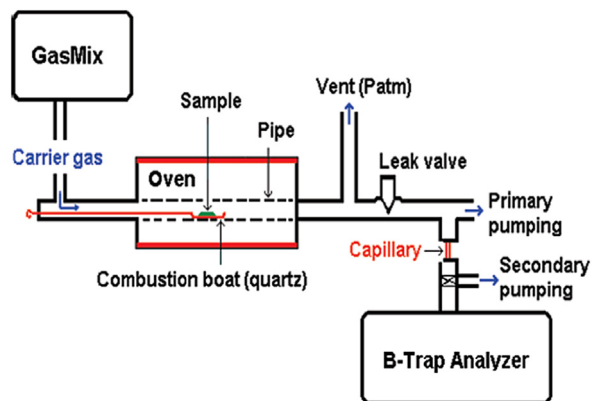 GasMix
Carrier gas
Sample
Pipe
Oven
Combustion boat (quartz)
Vent (Patm)
Leak valve
Primary
pumping
Capillary
Secondary
pumping
B-Trap Analyzer